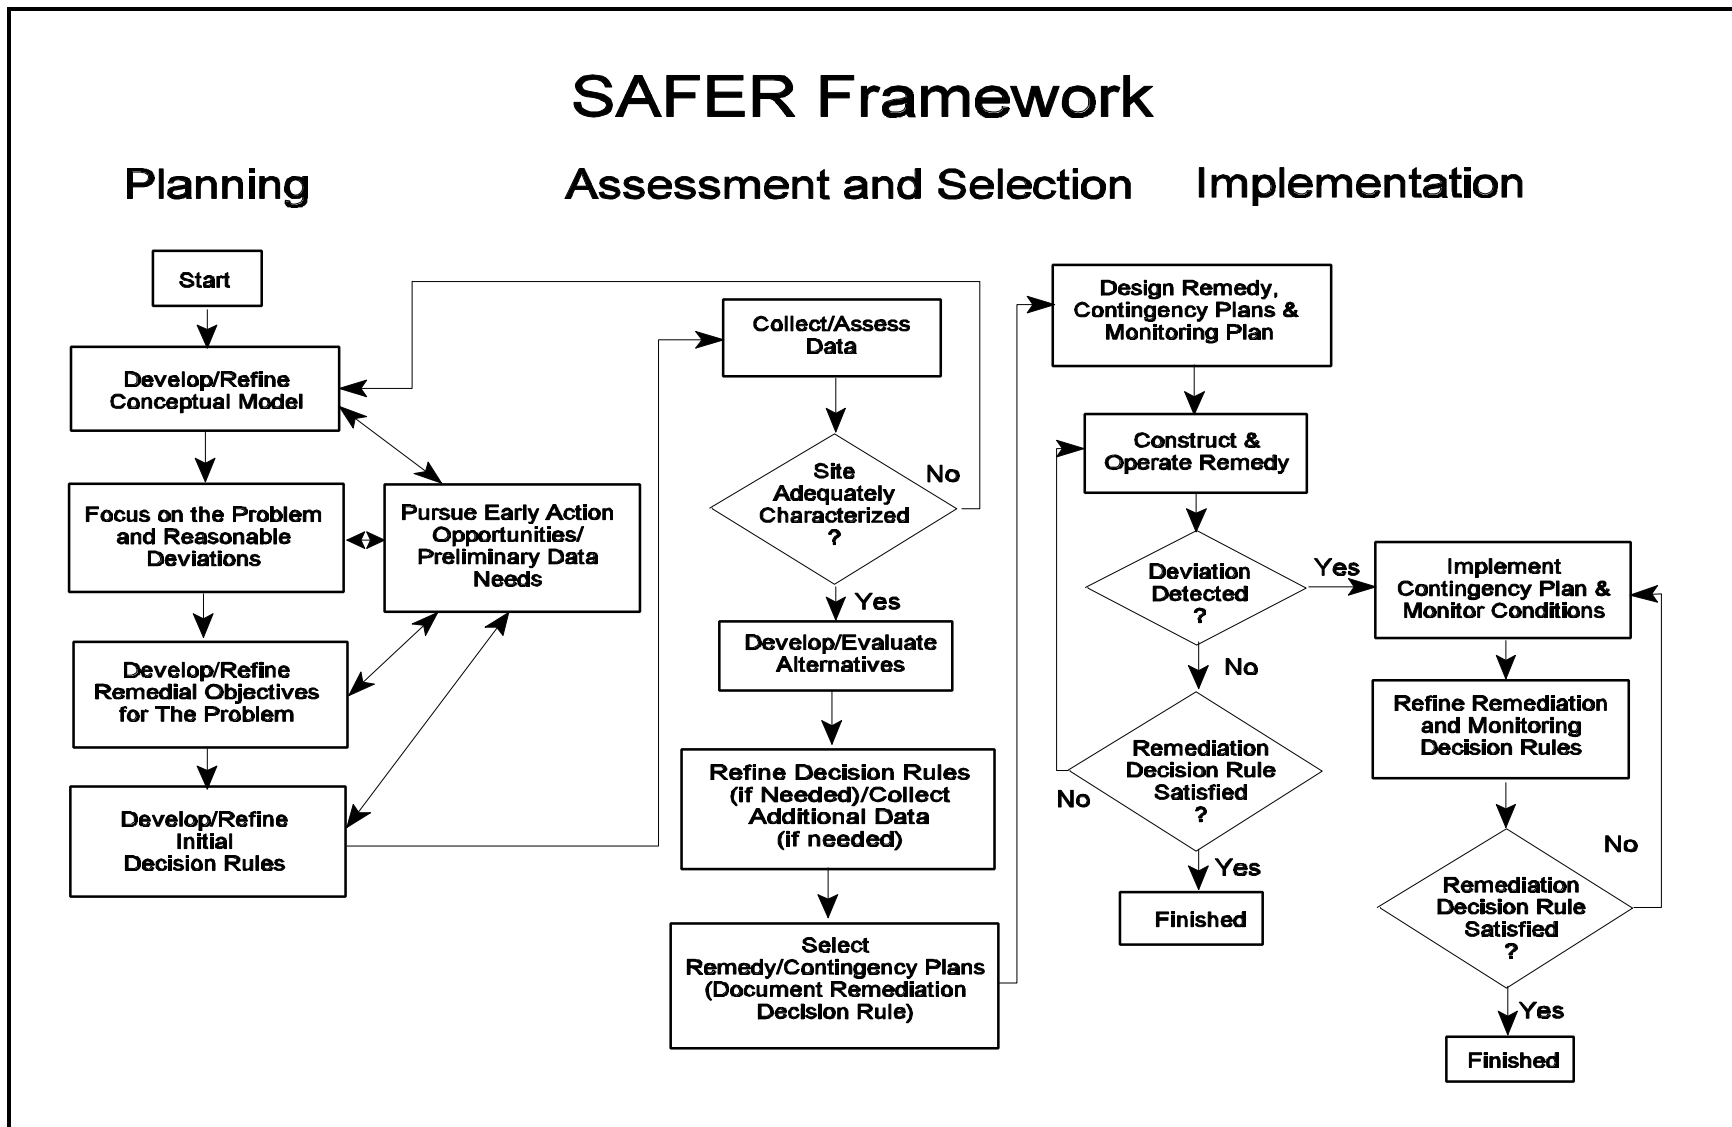 SAFER Framework
Planning
Assessment and Selection
Implementation
Start
Develop/Refine
Conceptual Model
Focus on the Problem
and Reasonable
Deviations
Pursue Early Action
Opportunities/
Preliminary Data
Needs
Develop/Refine
Remedial Objectives
for The Problem
Develop/Refine
Initial
Decision Rules
Collect/Assess
Data
Site
Adequately
Characterized
?
No
Yes
Develop/Evaluate
Alternatives
Refine Decision Rules
(if Needed)/Collect
Additional Data
(if needed)
Select
Remedy/Contingency Plans
(Document Remediation
Decision Rule)
Design Remedy,
Contingency Plans &
Monitoring Plan
Construct &
Operate Remedy
Deviation
Detected
?
Yes
No
Remediation
Decision Rule
Satisfied
?
No
Yes
Finished
Implement
Contingency Plan &
Monitor Conditions
Refine Remediation
and Monitoring
Decision Rules
Remediation
Decision Rule
Satisfied
?
No
Yes
Finished